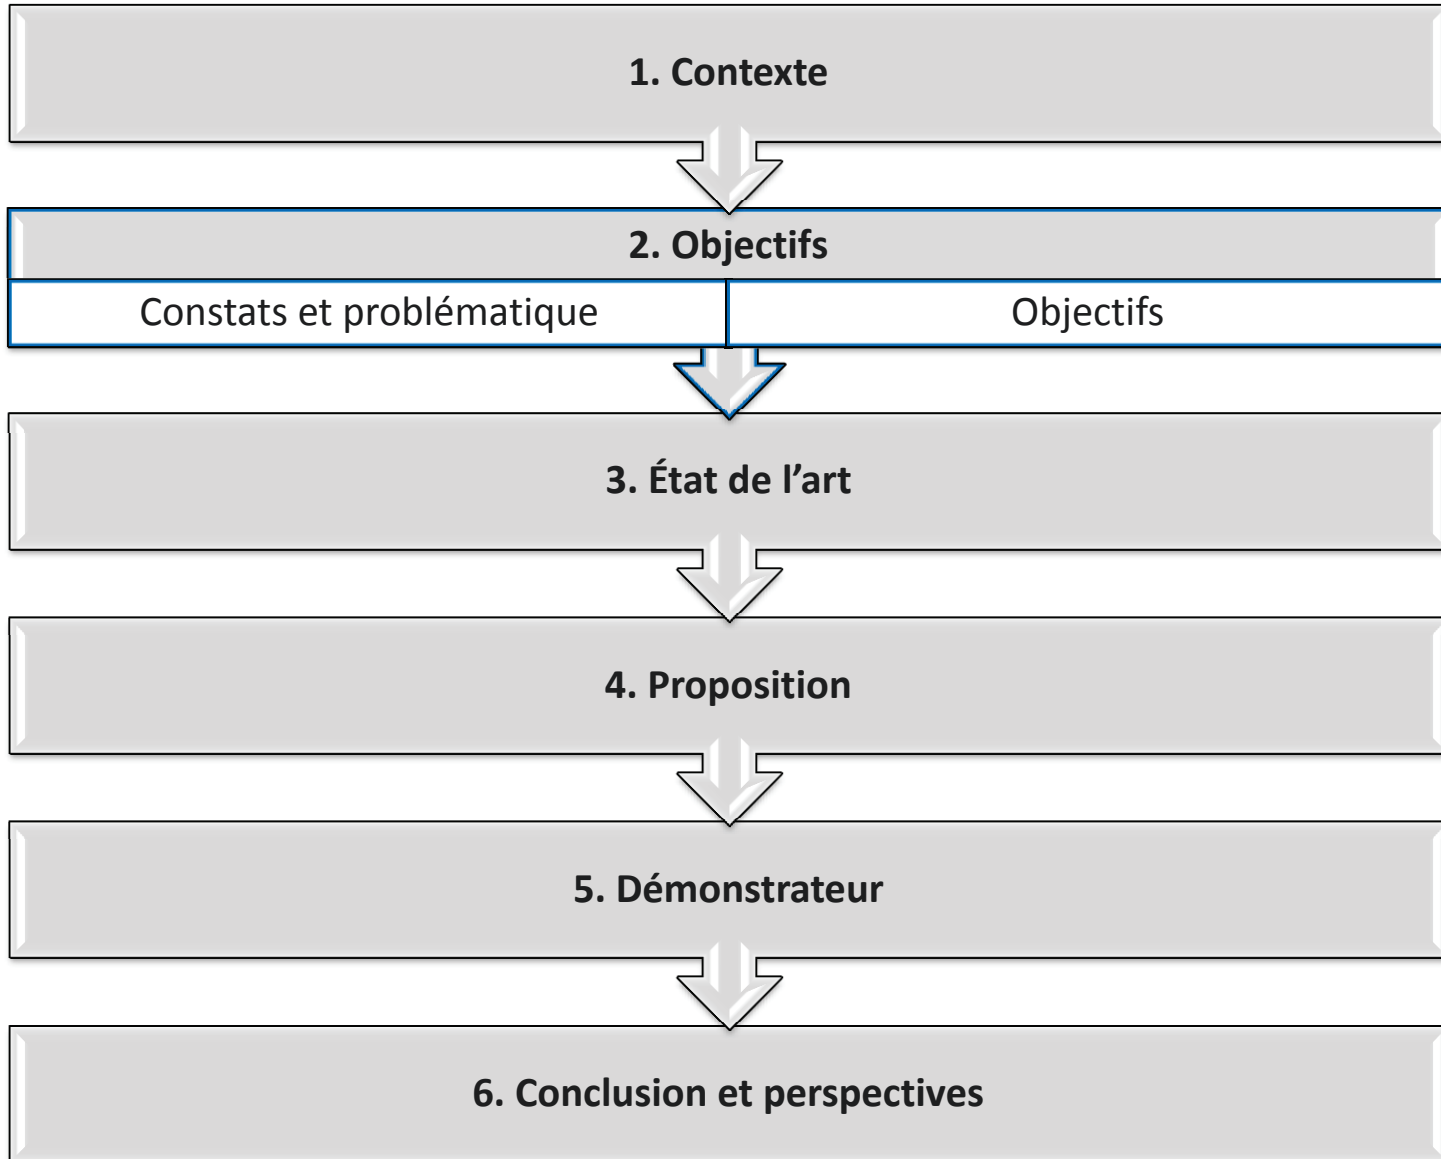 1. Contexte
2. Objectifs
Constats et problématique
Objectifs
3. État de l’art
4. Proposition
5. Démonstrateur
6. Conclusion et perspectives